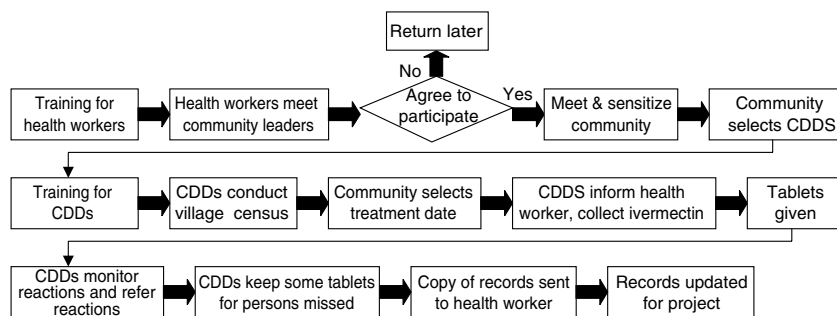 Return later
No
Yes
Training for
health workers
Health workers meet
community leaders
Agree to
participate
Meet & sensitize
community
Community
selects CDDS
Training for
CDDs
CDDs conduct
village census
Community selects
treatment date
CDDS inform health
worker, collect ivermectin
Tablets
given
CDDs monitor
reactions and refer
reactions
CDDs keep some tablets
for persons missed
Copy of records sent
to health worker
Records updated
for project